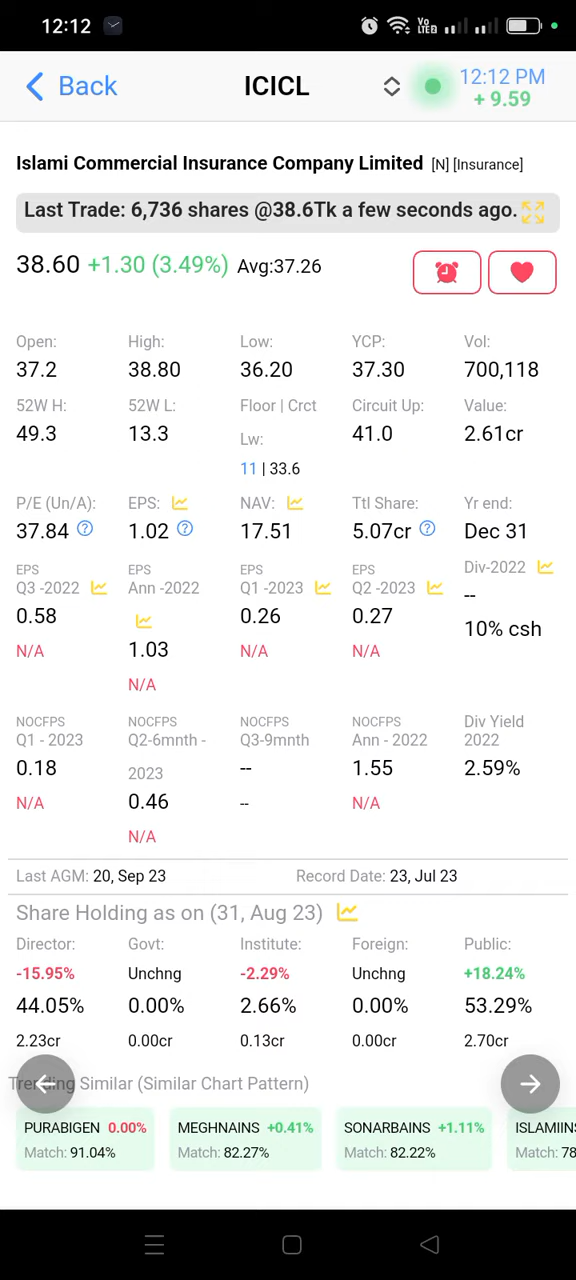 12:12
Vo
LTE2
Back
ICICL
12:12 PM
+ 9.59
Islami Commercial Insurance Company Limited [N] [Insurance]
Last Trade: 6,736 shares @38.6Tk a few seconds ago.
38.60 +1.30 (3.49%) Avg:37.26
Open: High: Low: YCP: Vol:
37.2 38.80 36.20 37.30 700,118
52W H: 52W L: Floor | Crct Lw: Circuit Up: Value:
49.3 13.3 11 | 33.6 41.0 2.61cr
P/E (Un/A): EPS: NAV: Ttl Share: Yr end:
37.84 ? 1.02 ? 17.51 5.07cr ? Dec 31
EPS EPS EPS EPS Div-2022
Q3 -2022 Ann -2022 Q1 -2023 Q2 -2023
0.58 1.03 0.26 0.27 --
N/A N/A N/A N/A 10% csh
NOCFPS NOCFPS NOCFPS NOCFPS Div Yield
Q1 - 2023 Q2-6mnth - 2023 Q3-9mnth Ann - 2022 2022
0.18 0.46 -- 1.55 2.59%
N/A N/A -- N/A
Last AGM: 20, Sep 23 Record Date: 23, Jul 23
Share Holding as on (31, Aug 23)
Director: Govt: Institute: Foreign: Public:
-15.95% Unchng -2.29% Unchng +18.24%
44.05% 0.00% 2.66% 0.00% 53.29%
2.23cr 0.00cr 0.13cr 0.00cr 2.70cr
Trending Similar (Similar Chart Pattern)
PURABIGEN 0.00% MEGHNAINS +0.41% SONARBAINS +1.11% ISLAMIINS
Match: 91.04% Match: 82.27% Match: 82.22% Match: 78